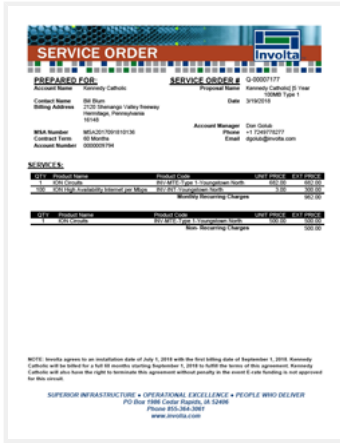 SERVICE ORDER
Involta
PREPARED FOR:
SERVICE ORDER # Q-00007177
Account Name Kennedy Catholic
Proposal Name Kennedy Catholic| |5 Year
100MB Type 1
Contact Name Bill Blum
Date 3/19/2018
Billing Address 2120 Shenango Valley freeway
Hermitage, Pennsylvania
16148
Account Manager Don Golub
MSA Number MSA2017091810136
Phone +1 7249775277
Contract Term 60 Months
Email dgolub@involta.com
Account Number 0000009794
SERVICES:
QTY Product Name Product Code UNIT PRICE EXT PRICE
1 ION Circuits INV-MTE-Type 1-Youngstown North 662.00 662.00
100 ION High Availability Internet per Mbps INV-INT-Youngstown North 3.00 300.00
Monthly Recurring Charges 962.00
QTY Product Name Product Code UNIT PRICE EXT PRICE
1 ION Circuits INV-MTE-Type 1-Youngstown North 500.00 500.00
Non- Recurring Charges 500.00
NOTE: Involta agrees to an installation date of July 1, 2018 with the first billing date of September 1, 2018. Kennedy
Catholic will be billed for a full 60 months starting September 1, 2018 to fulfill the terms of this agreement. Kennedy
Catholic will also have the right to terminate this agreement without penalty in the event E-rate funding is not approved
for this circuit.
SUPERIOR INFRASTRUCTURE • OPERATIONAL EXCELLENCE • PEOPLE WHO DELIVER
PO Box 1986 Cedar Rapids, IA 52406
Phone 855-364-3061
www.involta.com